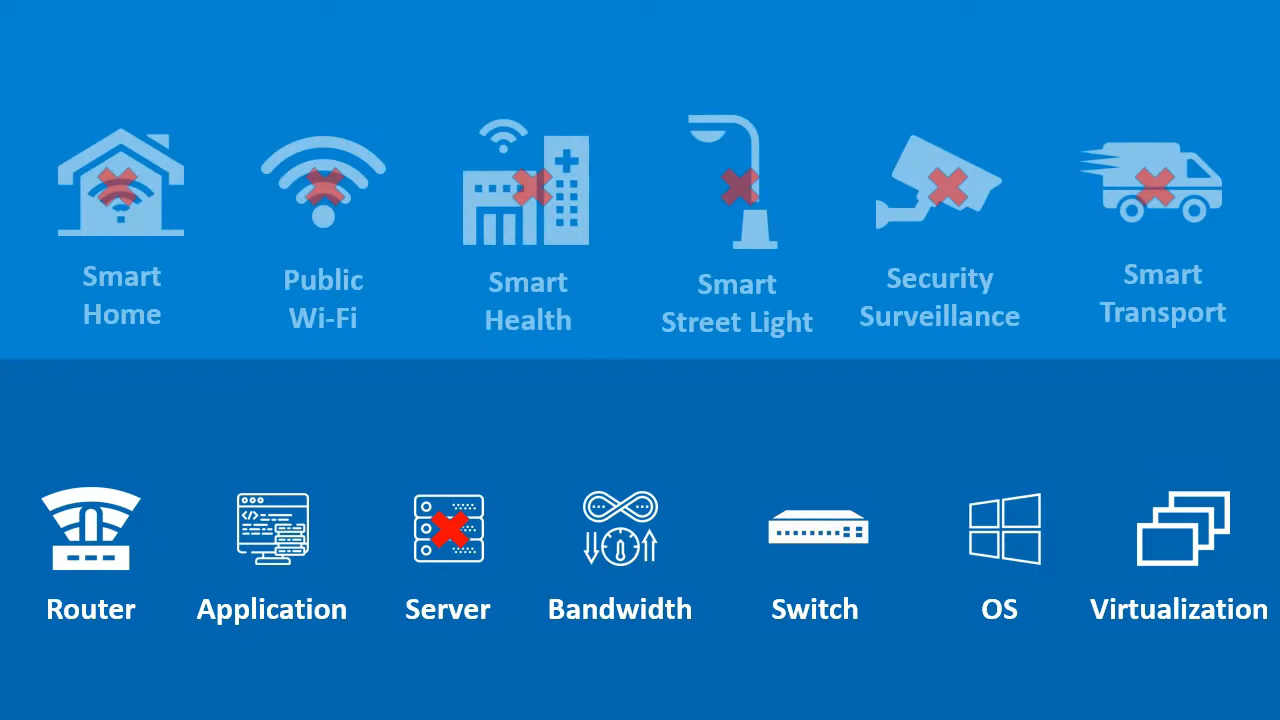 Smart
Home
Public
Wi-Fi
Smart
Health
Smart
Street Light
Security
Surveillance
Smart
Transport
Router
Application
Server
Bandwidth
Switch
OS
Virtualization